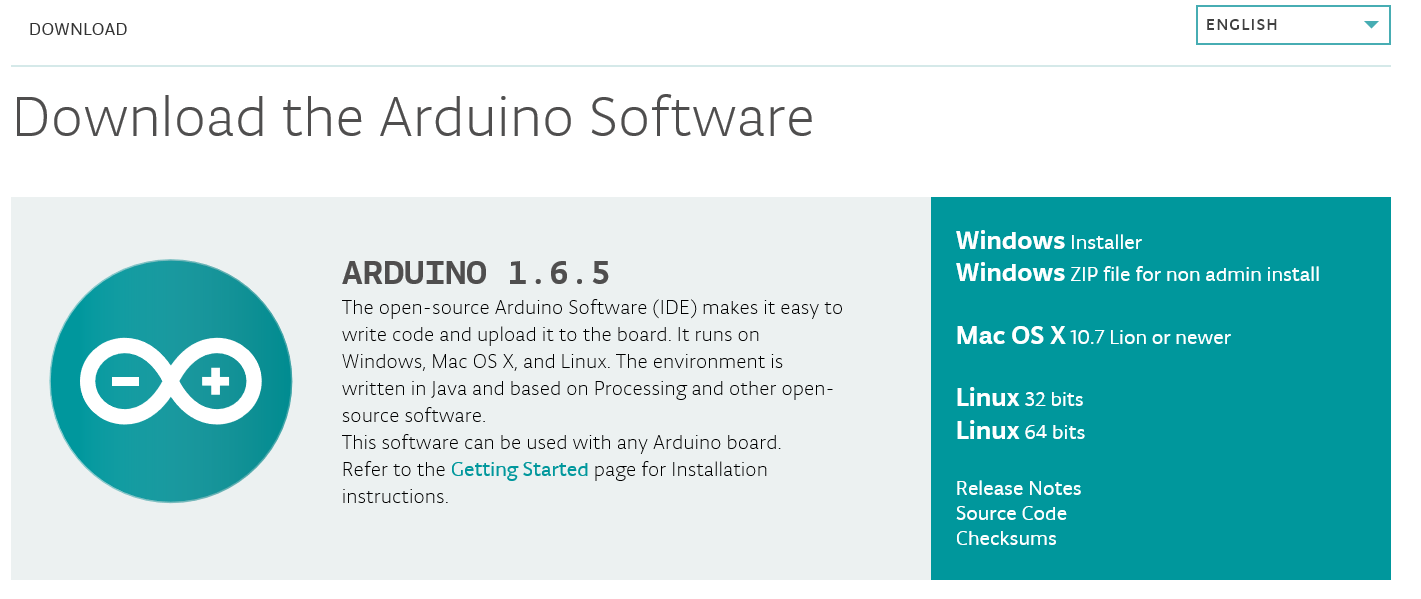 DOWNLOAD
ENGLISH
Download the Arduino Software
ARDUINO 1.6.5
The open-source Arduino Software (IDE) makes it easy to
write code and upload it to the board. It runs on
Windows, Mac OS X, and Linux. The environment is
written in Java and based on Processing and other open-
source software.
This software can be used with any Arduino board.
Refer to the Getting Started page for Installation
instructions.
Windows Installer
Windows ZIP file for non admin install
Mac OS X 10.7 Lion or newer
Linux 32 bits
Linux 64 bits
Release Notes
Source Code
Checksums